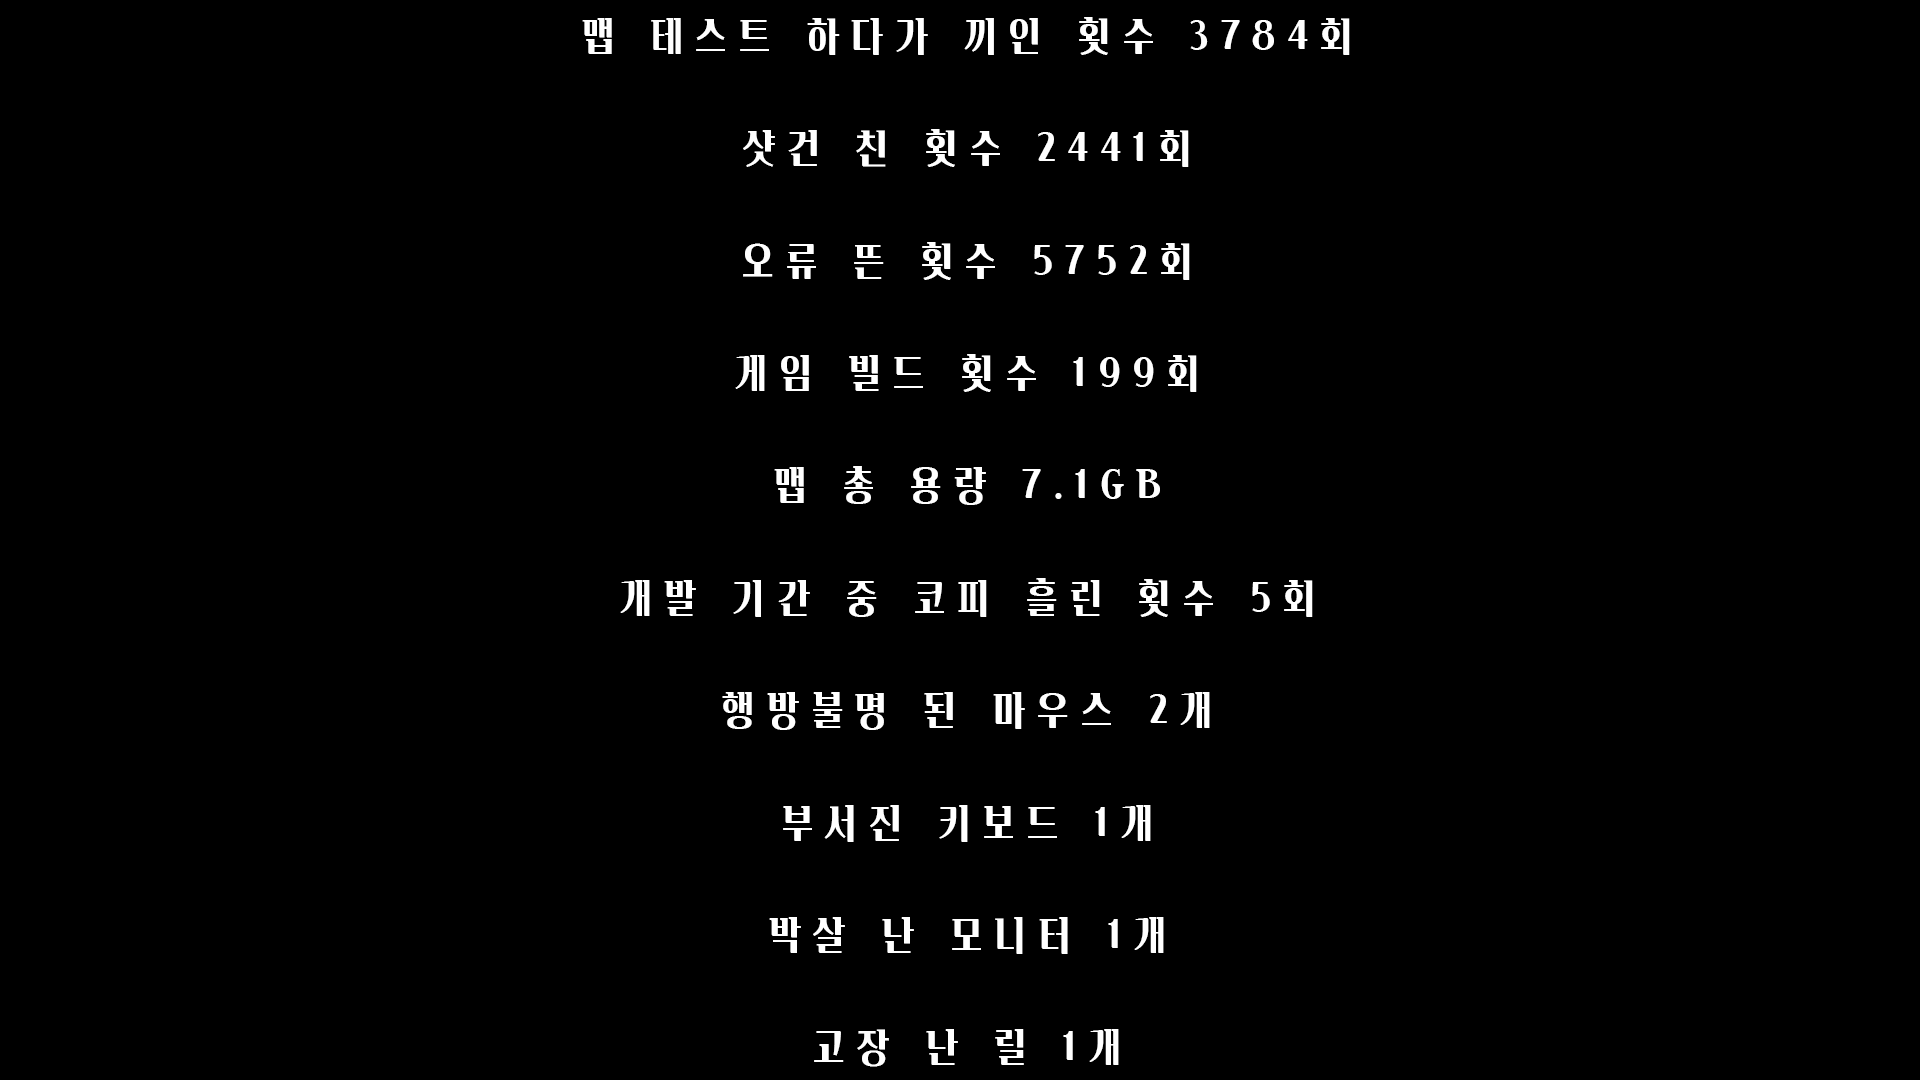 맵 테스트 하다가 끼인 횟수 3784회
샷건 친 횟수 2441회
오류 뜬 횟수 5752회
게임 빌드 횟수 199회
맵 총 용량 7.1GB
개발 기간 중 코피 흘린 횟수 5회
행방불명 된 마우스 2개
부서진 키보드 1개
박살 난 모니터 1개
고장 난 릴 1개